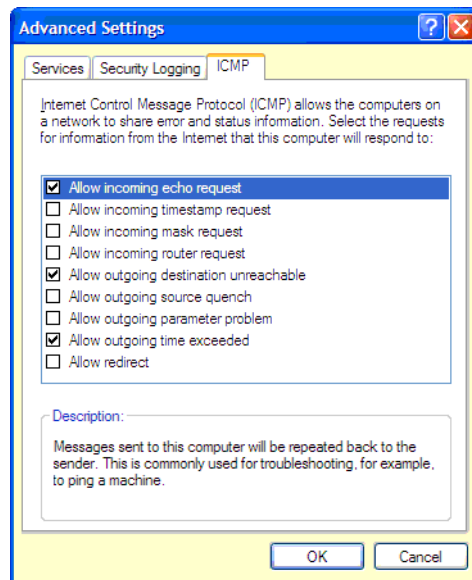 Advanced Settings
Services Security Logging ICMP
Internet Control Message Protocol (ICMP) allows the computers on
a network to share error and status information. Select the requests
for information from the Internet that this computer will respond to:
Allow incoming echo request
Allow incoming timestamp request
Allow incoming mask request
Allow incoming router request
Allow outgoing destination unreachable
Allow outgoing source quench
Allow outgoing parameter problem
Allow outgoing time exceeded
Allow redirect
Description:
Messages sent to this computer will be repeated back to the
sender. This is commonly used for troubleshooting, for example,
to ping a machine.
OK Cancel